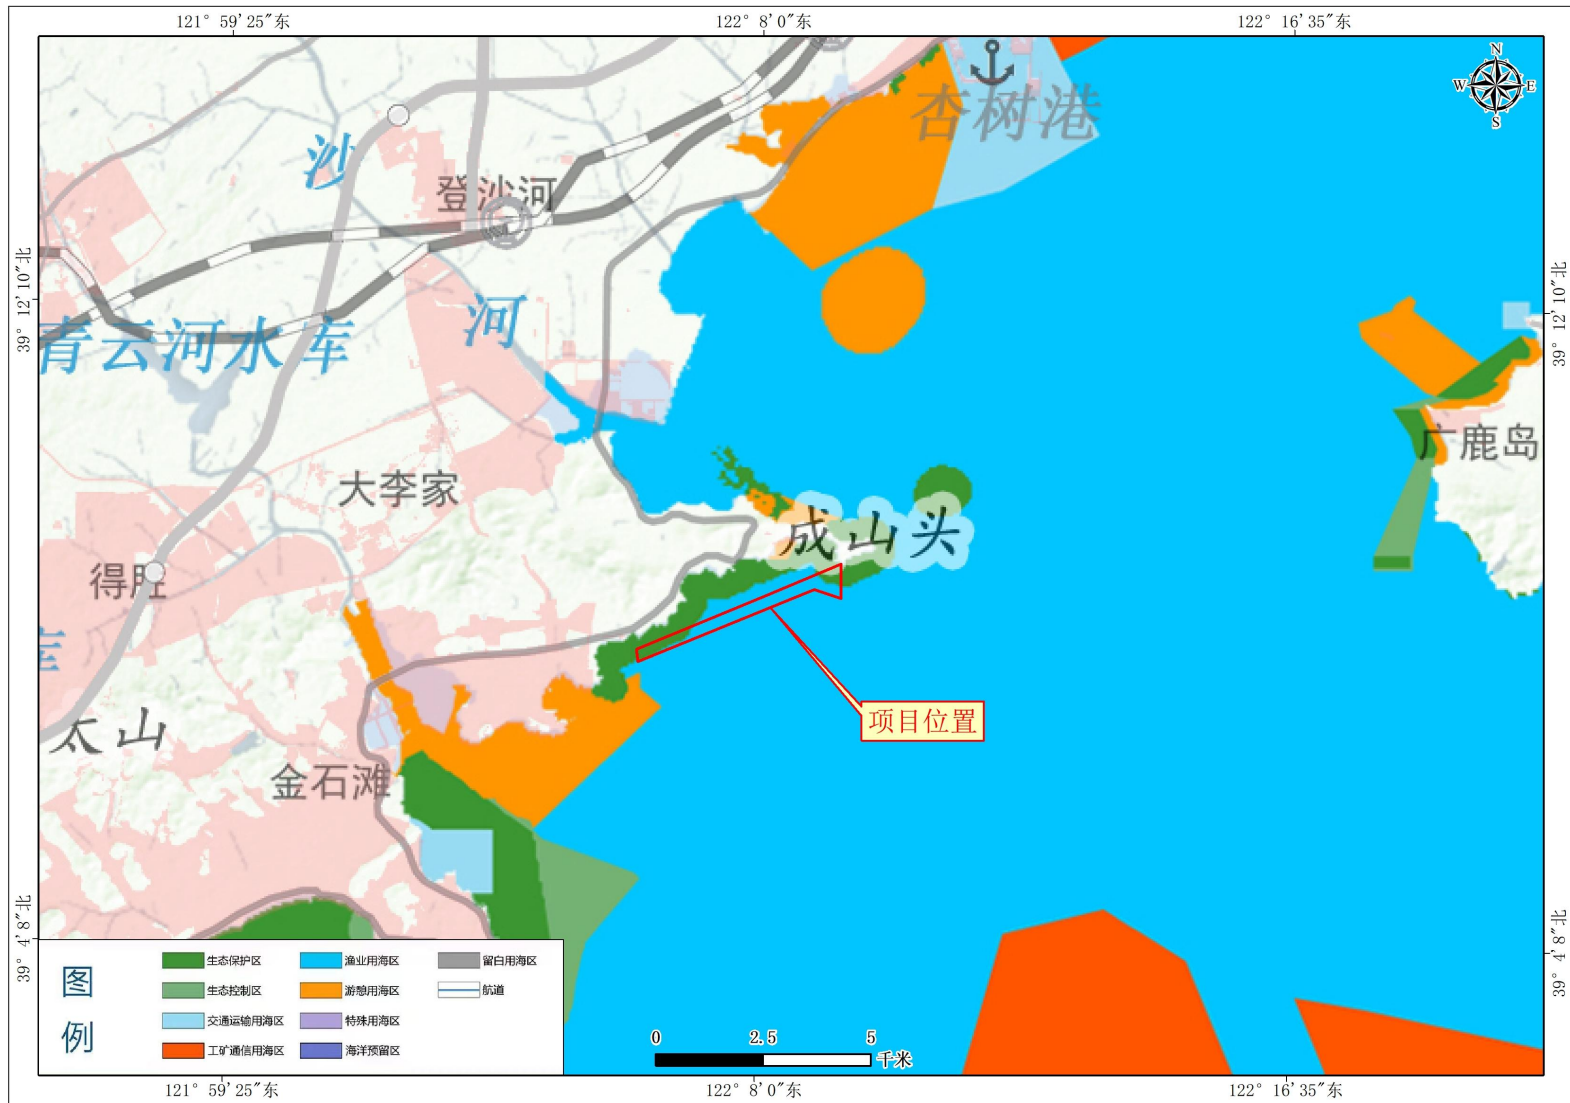 121° 59'25"东
122° 8'0"东
122° 16'35"东
N
W
E
S
杏树港
沙
登沙河
39° 12'10"北
39° 12'10"北
河
青云河水库
广鹿岛
大李家
成山头
得胜
库
项目位置
太山
金石滩
39° 4'8"北
39° 4'8"北
图例
生态保护区
渔业用海区
留白用海区
生态控制区
游憩用海区
航道
交通运输用海区
特殊用海区
工矿通信用海区
海洋预留区
0
2.5
5
千米
121° 59'25"东
122° 8'0"东
122° 16'35"东